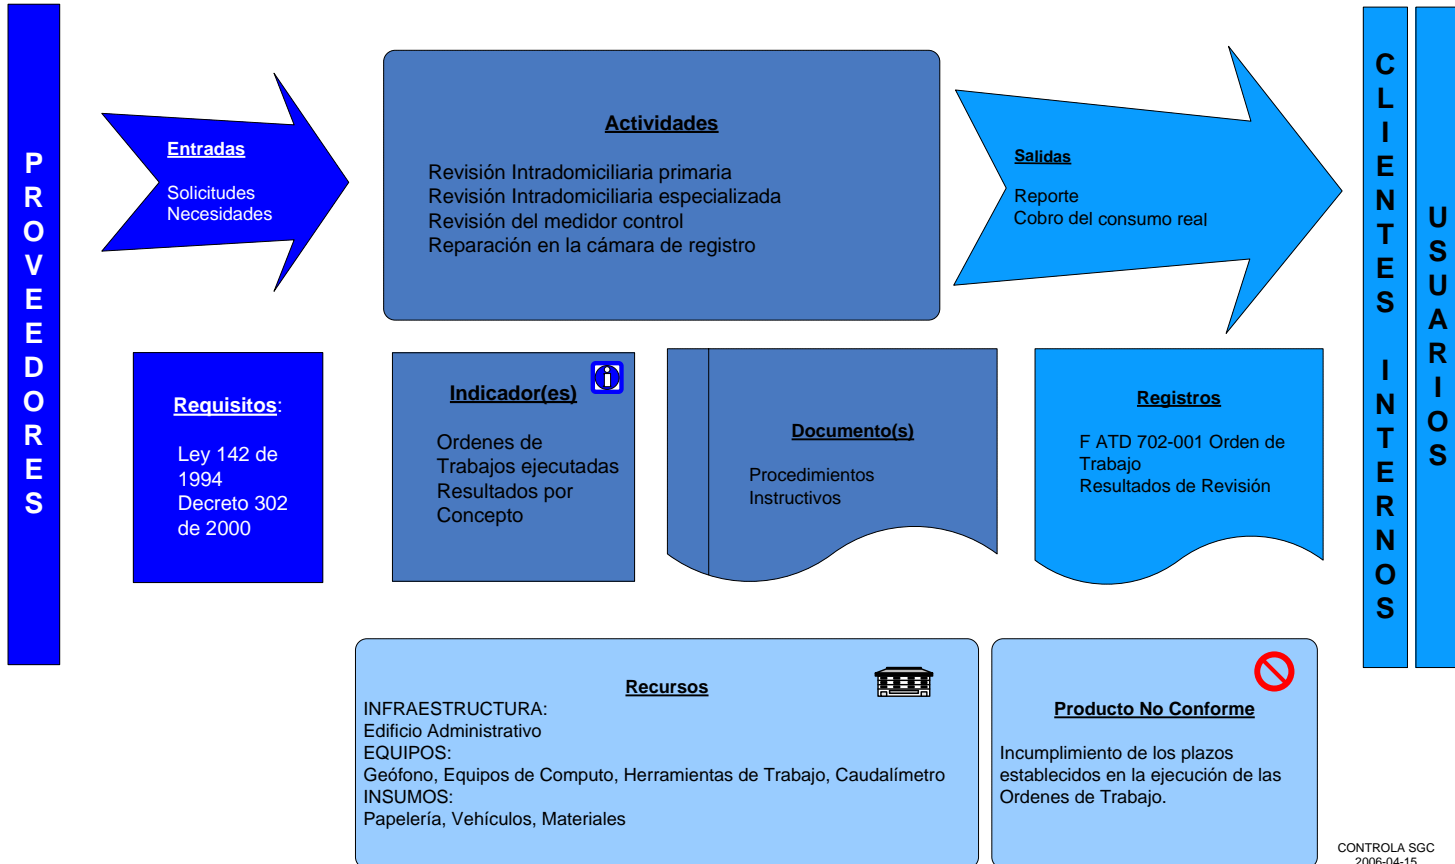 PROVEEDORES
Entradas
Solicitudes
Necesidades
Actividades
Revisión Intradomiciliaria primaria
Revisión Intradomiciliaria especializada
Revisión del medidor control
Reparación en la cámara de registro
Salidas
Reporte
Cobro del consumo real
CLIENTES INTERNOS
USUARIOS
Requisitos:
Ley 142 de
1994
Decreto 302
de 2000
Indicador(es)
Ordenes de
Trabajos ejecutadas
Resultados por
Concepto
Documento(s)
Procedimientos
Instructivos
Registros
F ATD 702-001 Orden de
Trabajo
Resultados de Revisión
Recursos
INFRAESTRUCTURA:
Edificio Administrativo
EQUIPOS:
Geófono, Equipos de Computo, Herramientas de Trabajo, Caudalímetro
INSUMOS:
Papelería, Vehículos, Materiales
Producto No Conforme
Incumplimiento de los plazos
establecidos en la ejecución de las
Ordenes de Trabajo.
CONTROLA SGC
2006-04-15